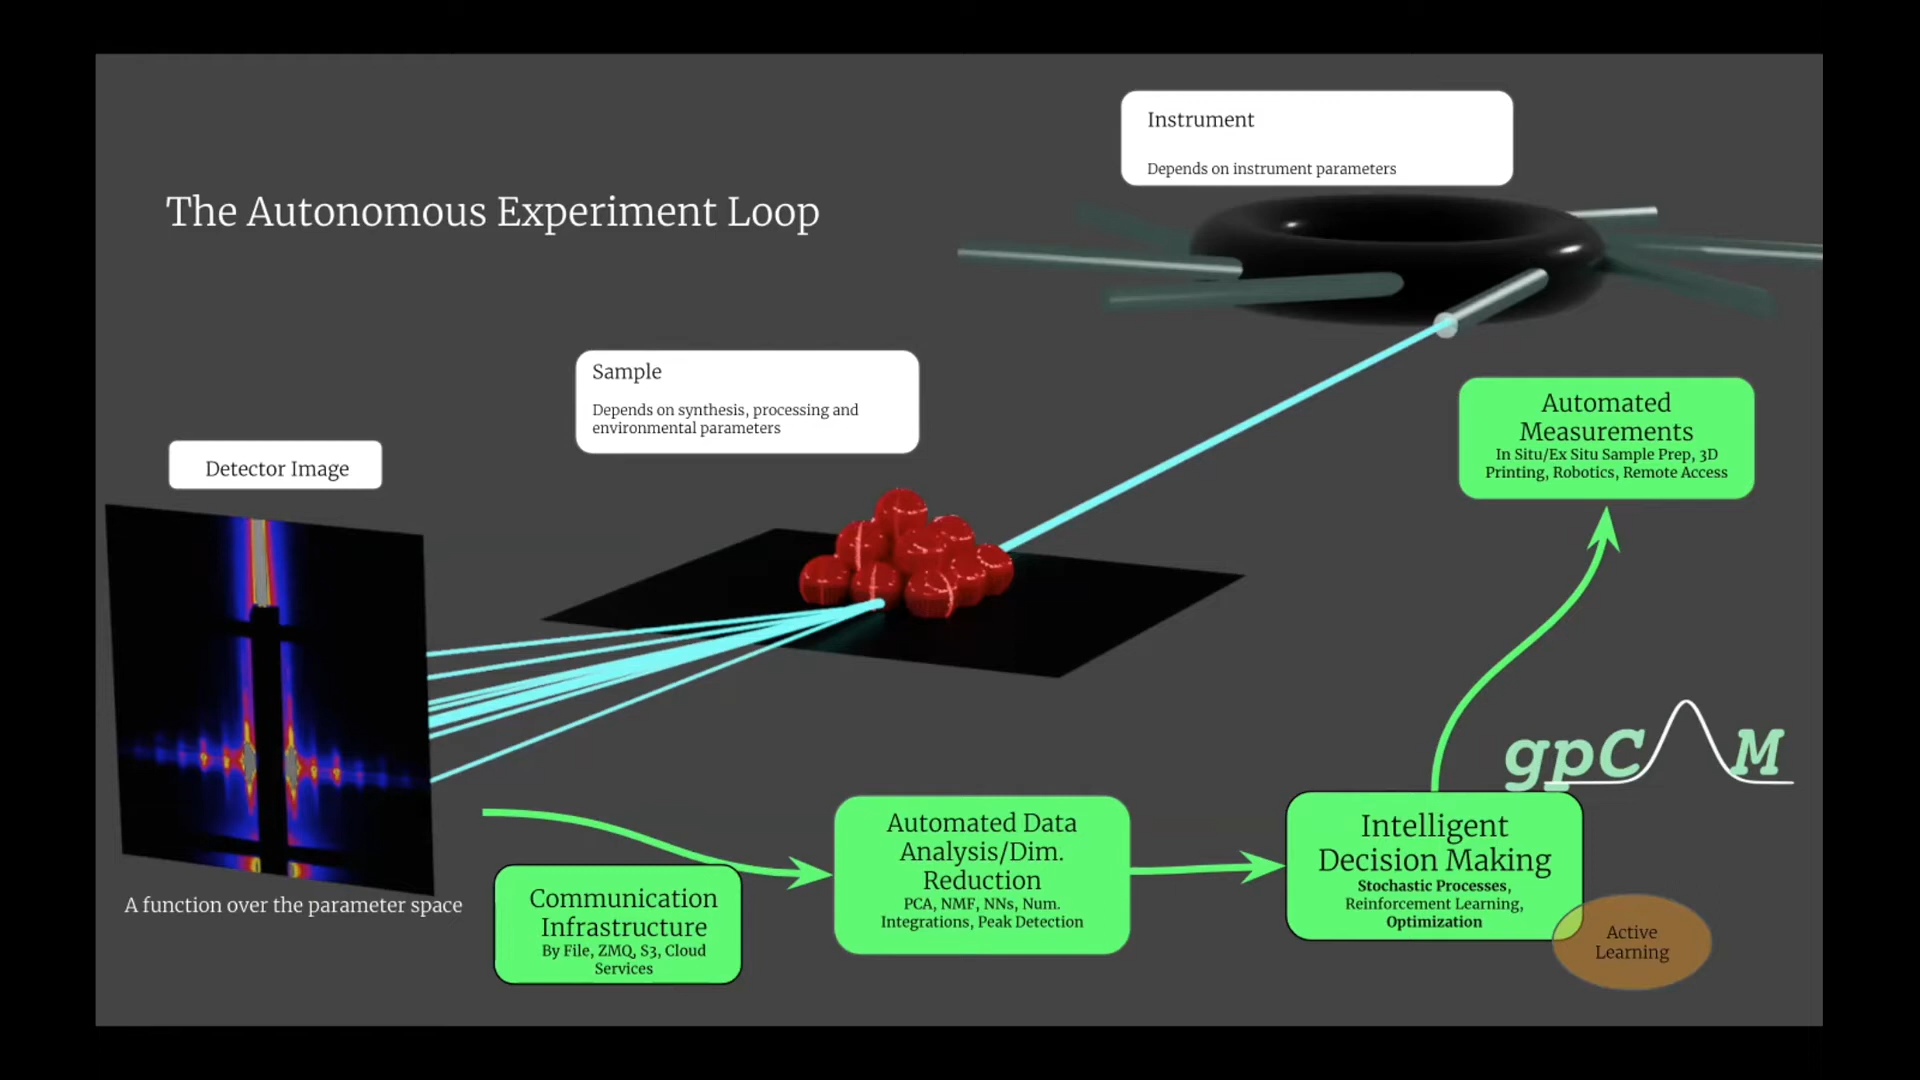 Instrument
Depends on instrument parameters
The Autonomous Experiment Loop
Sample
Depends on synthesis, processing and
environmental parameters
Automated
Measurements
In Situ/Ex Situ Sample Prep, 3D
Printing, Robotics, Remote Access
Detector Image
gpCAM
A function over the parameter space
Communication
Infrastructure
By File, ZMQ, S3, Cloud
Services
Automated Data
Analysis/Dim.
Reduction
PCA, NMF, NNs, Num.
Integrations, Peak Detection
Intelligent
Decision Making
Stochastic Processes,
Reinforcement Learning,
Optimization
Active
Learning